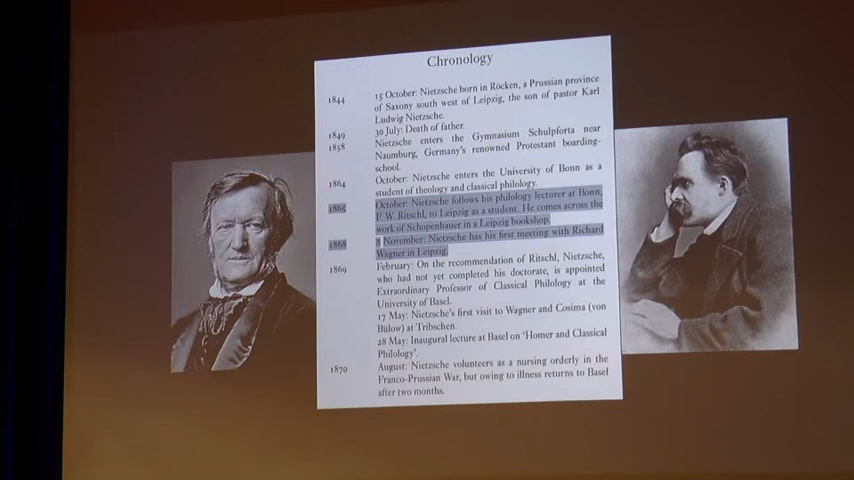 Chronology
1844 15 October: Nietzsche born in Röcken, a Prussian province
of Saxony south west of Leipzig, the son of pastor Karl
Ludwig Nietzsche.
1849 30 July: Death of father.
1858 Nietzsche enters the Gymnasium Schulpforta near
Naumburg, Germany's renowned Protestant boarding-
school.
1864 October: Nietzsche enters the University of Bonn as a
student of theology and classical philology.
1865 October: Nietzsche follows his philology lecturer at Bonn,
F. W. Ritschl, to Leipzig as a student. He comes across the
work of Schopenhauer in a Leipzig bookshop.
1868 8 November: Nietzsche has his first meeting with Richard
Wagner in Leipzig.
1869 February: On the recommendation of Ritschl, Nietzsche,
who had not yet completed his doctorate, is appointed
Extraordinary Professor of Classical Philology at the
University of Basel.
17 May: Nietzsche's first visit to Wagner and Cosima (von
Bülow) at Tribschen.
28 May: Inaugural lecture at Basel on 'Homer and Classical
Philology'.
1870 August: Nietzsche volunteers as a nursing orderly in the
Franco-Prussian War, but owing to illness returns to Basel
after two months.